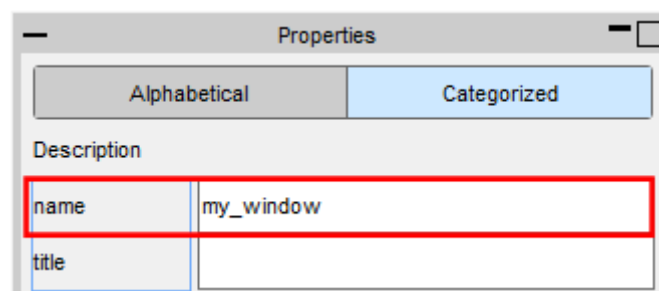 Properties
Alphabetical Categorized
Description
name my_window
title